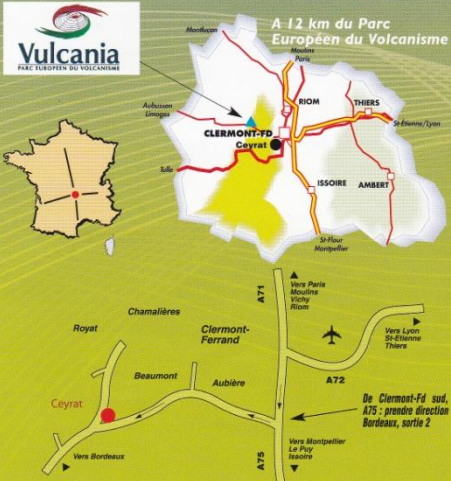 Vulcania
PARC EUROPÉEN DU VOLCANISME
A 12 km du Parc
Européen du Volcanisme
Montluçon
Moulins
Paris
Aubusson
Limoges
RIOM
THIERS
St-Étienne/Lyon
CLERMONT-FD
Ceyrat
Tulle
ISSOIRE
AMBERT
St-Flour
Montpellier
A71
Vers Paris
Moulins
Vichy
Riom
Chamalières
Royat
Clermont-
Ferrand
Vers Lyon
St-Etienne
Thiers
Beaumont
Aubière
A72
Ceyrat
De Clermont-Fd sud,
A75 : prendre direction
Bordeaux, sortie 2
Vers Bordeaux
A75
Vers Montpellier
Le Puy
Issoire